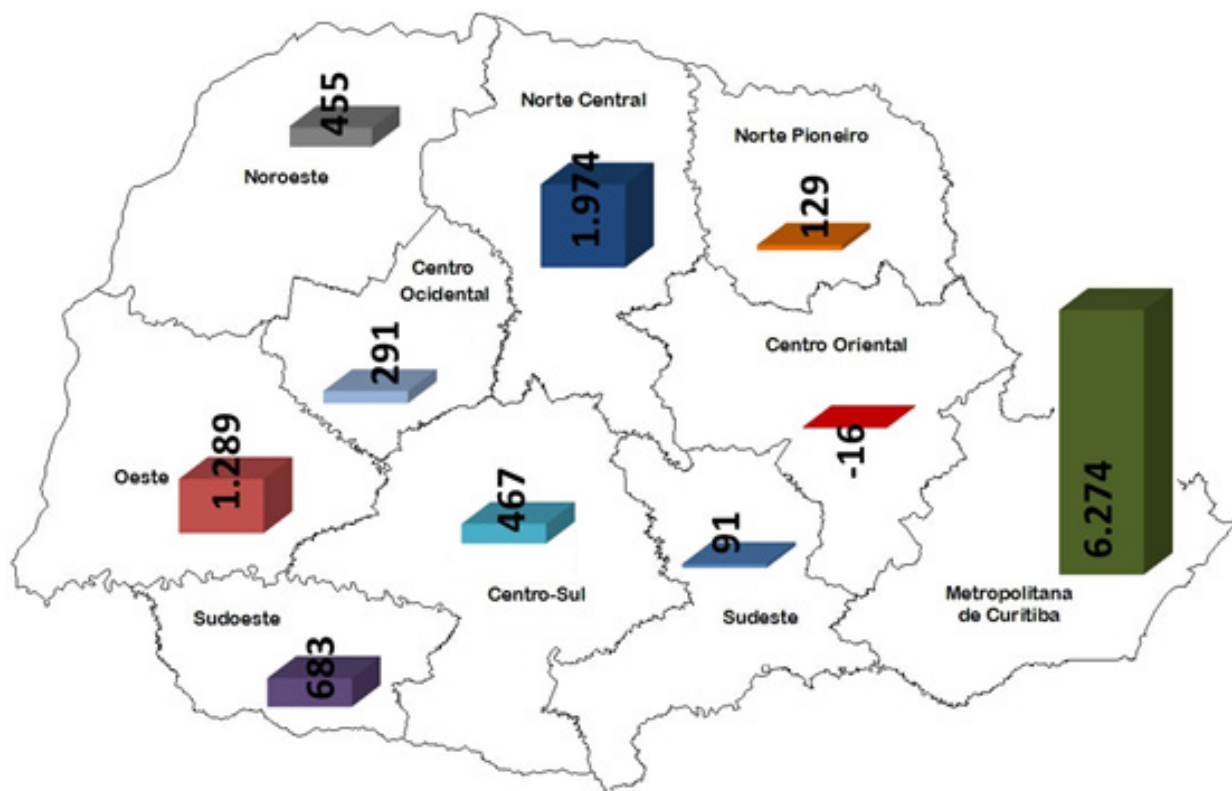 455
Noroeste
Norte Central
1.974
Norte Pioneiro
129
Centro
Ocidental
291
Centro Oriental
-16
Oeste
1.289
467
Centro-Sul
91
Sudeste
6.274
Metropolitana
de Curitiba
Sudoeste
683